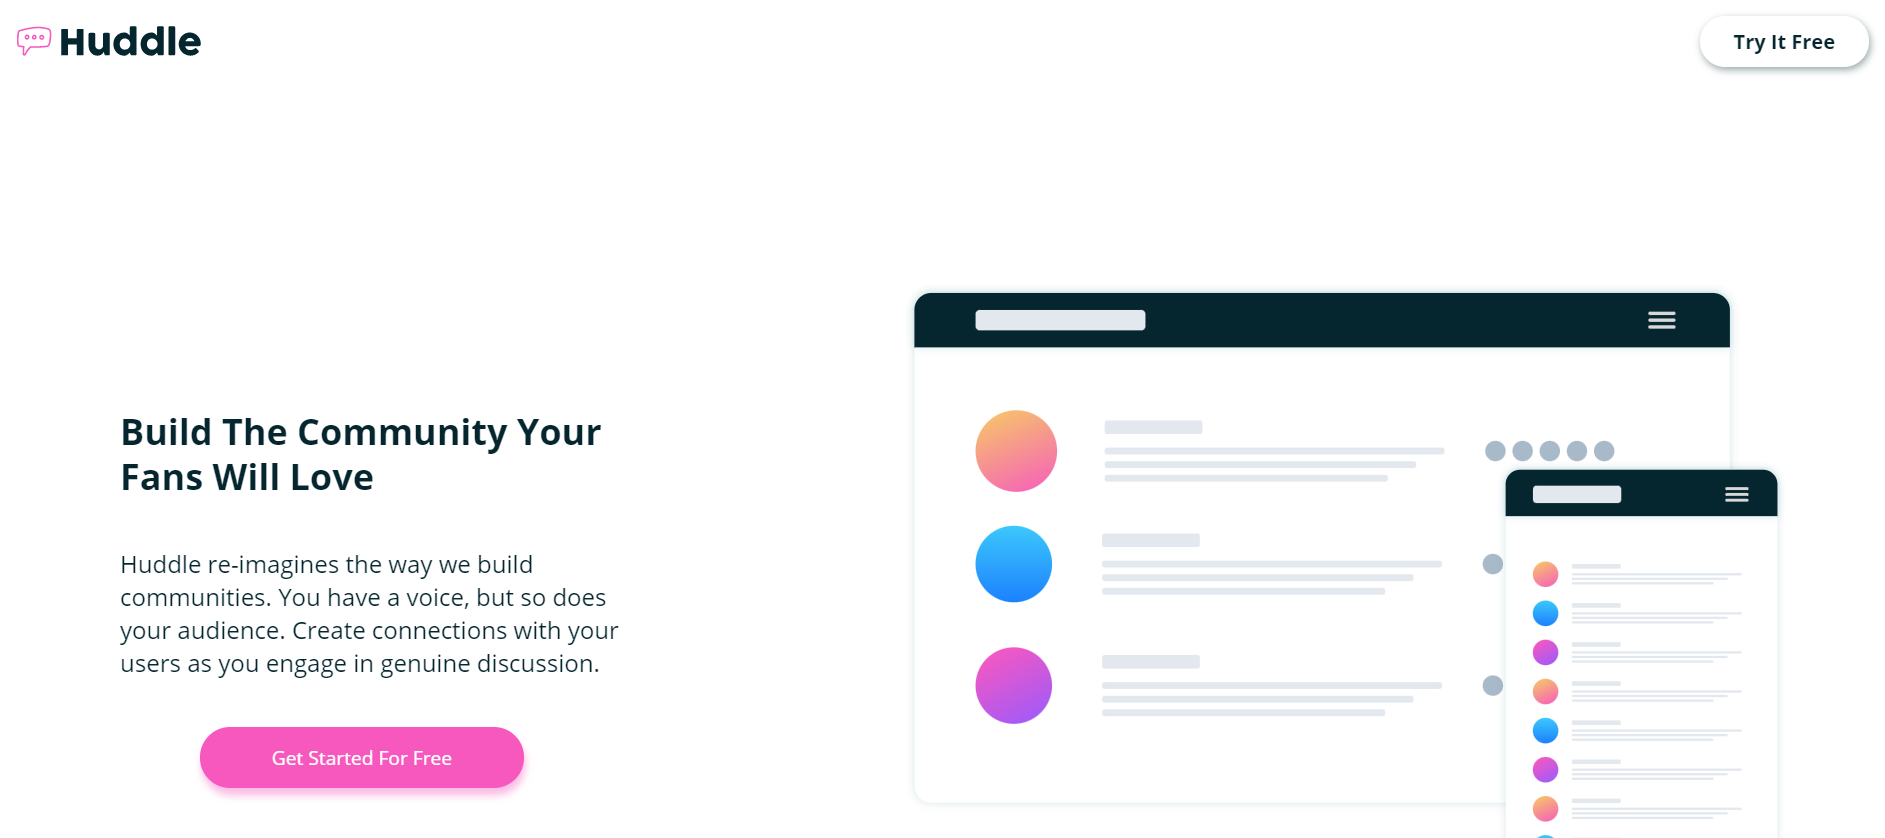 Huddle
Try It Free
Build The Community Your
Fans Will Love
Huddle re-imagines the way we build
communities. You have a voice, but so does
your audience. Create connections with your
users as you engage in genuine discussion.
Get Started For Free